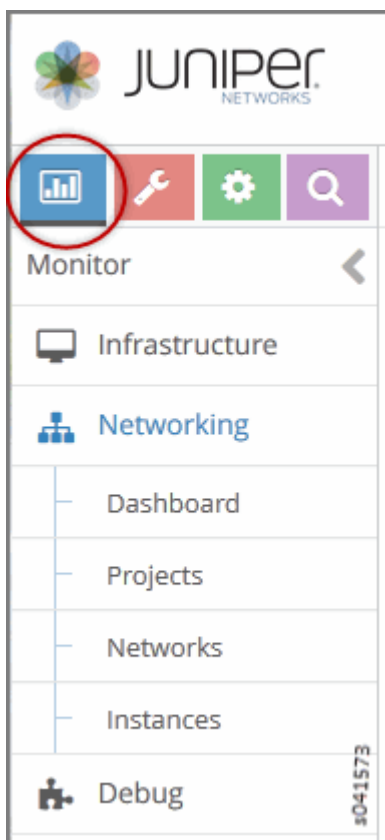 JUNIPER
NETWORKS
Monitor
Infrastructure
Networking
Dashboard
Projects
Networks
Instances
Debug
s041573